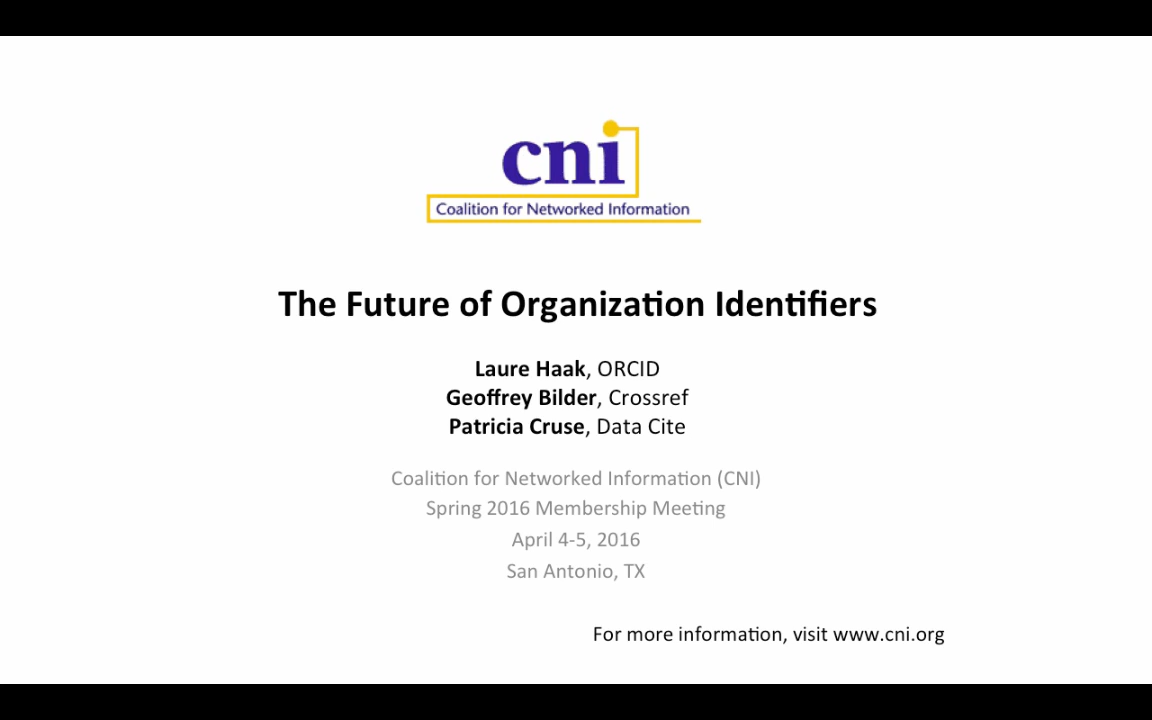 cni
Coalition for Networked Information
The Future of Organization Identifiers
Laure Haak, ORCID
Geoffrey Bilder, Crossref
Patricia Cruse, Data Cite
Coalition for Networked Information (CNI)
Spring 2016 Membership Meeting
April 4-5, 2016
San Antonio, TX
For more information, visit www.cni.org